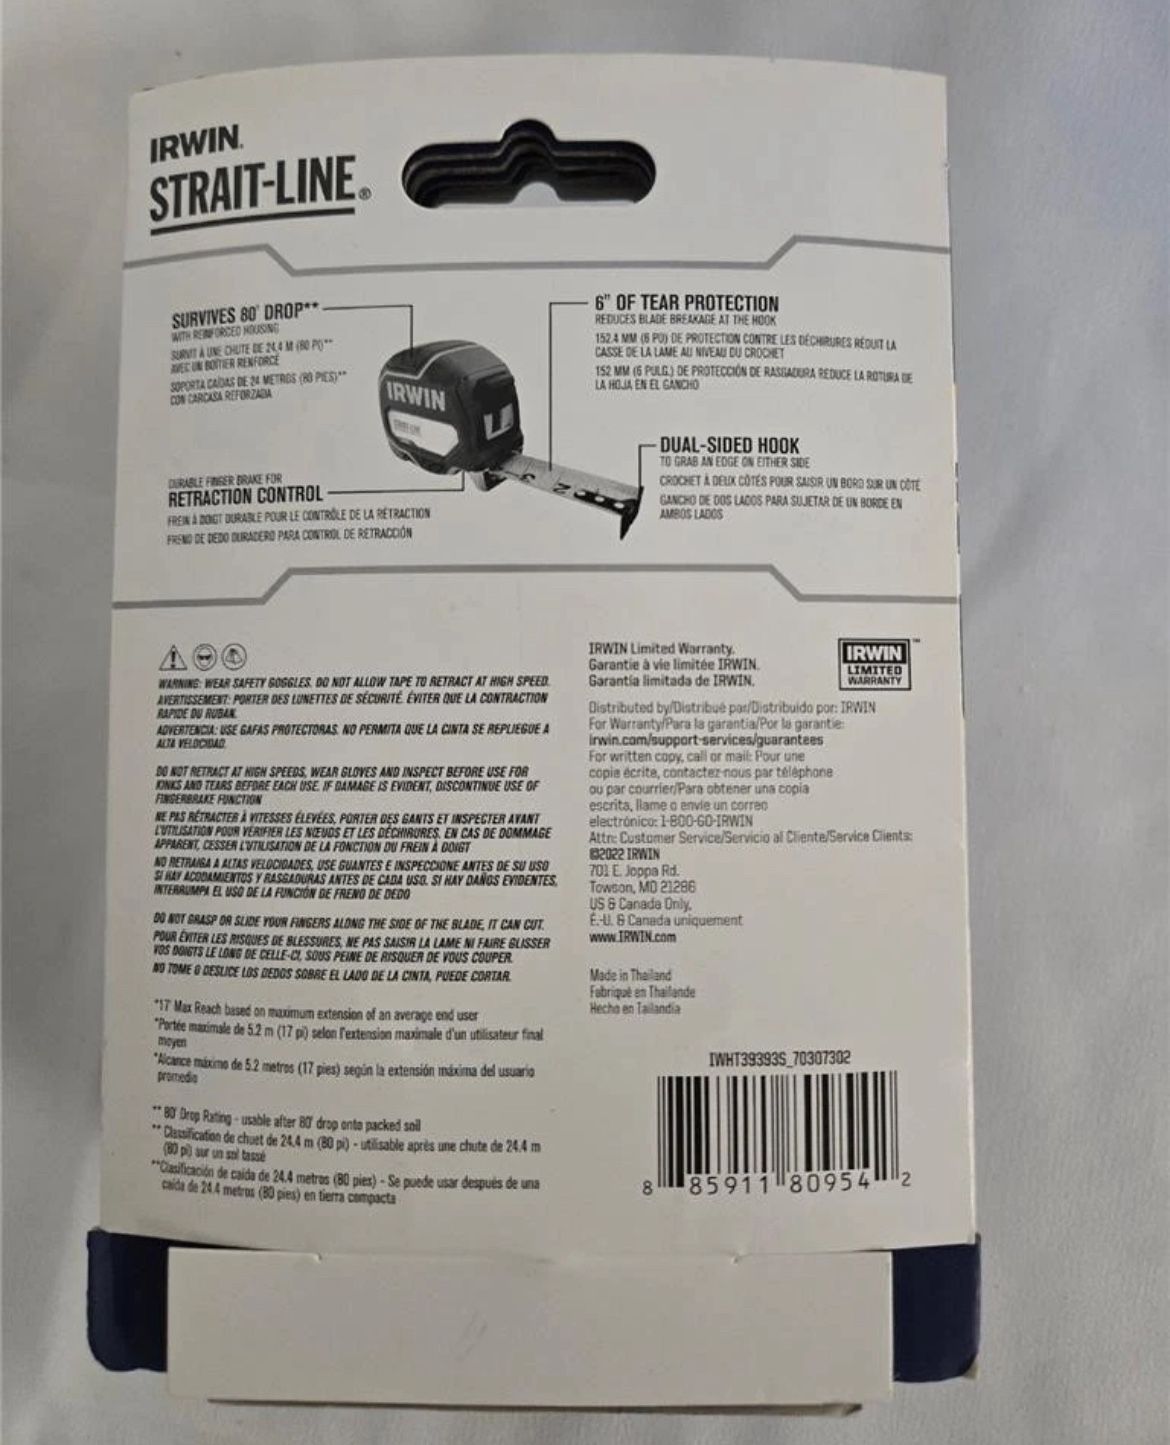 IRWIN.
STRAIT-LINE®
SURVIVES 80' DROP**
WITH REINFORCED HOUSING
SURVIT À UNE CHUTE DE 24,4 M (80 PI)**
AVEC UN BOÎTIER RENFORCÉ
SOPORTA CAÍDAS DE 24 METROS (80 PIES)**
CON CARCASA REFORZADA
6" OF TEAR PROTECTION
REDUCES BLADE BREAKAGE AT THE HOOK
152.4 MM (6 PO) DE PROTECTION CONTRE LES DÉCHIRURES RÉDUIT LA
CASSE DE LA LAME AU NIVEAU DU CROCHET
152 MM (6 PULG.) DE PROTECCIÓN DE RASGADURA REDUCE LA ROTURA DE
LA HOJA EN EL GANCHO
IRWIN
STRAIT-LINE
3 2
DUAL-SIDED HOOK
TO GRAB AN EDGE ON EITHER SIDE
CROCHET À DEUX CÔTÉS POUR SAISIR UN BORD SUR UN CÔTÉ
GANCHO DE DOS LADOS PARA SUJETAR DE UN BORDE EN
AMBOS LADOS
DURABLE FINGER BRAKE FOR
RETRACTION CONTROL
FREIN À DOIGT DURABLE POUR LE CONTRÔLE DE LA RÉTRACTION
FRENO DE DEDO DURADERO PARA CONTROL DE RETRACCIÓN
WARNING: WEAR SAFETY GOGGLES. DO NOT ALLOW TAPE TO RETRACT AT HIGH SPEED.
AVERTISSEMENT: PORTER DES LUNETTES DE SÉCURITÉ. ÉVITER QUE LA CONTRACTION
RAPIDE DU RUBAN.
ADVERTENCIA: USE GAFAS PROTECTORAS. NO PERMITA QUE LA CINTA SE REPLIEGUE A
ALTA VELOCIDAD.
DO NOT RETRACT AT HIGH SPEEDS, WEAR GLOVES AND INSPECT BEFORE USE FOR
KINKS AND TEARS BEFORE EACH USE. IF DAMAGE IS EVIDENT, DISCONTINUE USE OF
FINGERBRAKE FUNCTION
NE PAS RÉTRACTER À VITESSES ÉLEVÉES, PORTER DES GANTS ET INSPECTER AVANT
L'UTILISATION POUR VÉRIFIER LES NŒUDS ET LES DÉCHIRURES. EN CAS DE DOMMAGE
APPARENT, CESSER L'UTILISATION DE LA FONCTION DU FREIN À DOIGT
NO RETRAIGA A ALTAS VELOCIDADES, USE GUANTES E INSPECCIONE ANTES DE SU USO
SI HAY ACODAMIENTOS Y RASGADURAS ANTES DE CADA USO. SI HAY DAÑOS EVIDENTES,
INTERRUMPA EL USO DE LA FUNCIÓN DE FRENO DE DEDO
DO NOT GRASP OR SLIDE YOUR FINGERS ALONG THE SIDE OF THE BLADE, IT CAN CUT.
POUR ÉVITER LES RISQUES DE BLESSURES, NE PAS SAISIR LA LAME NI FAIRE GLISSER
VOS DOIGTS LE LONG DE CELLE-CI, SOUS PEINE DE RISQUER DE VOUS COUPER.
NO TOME O DESLICE LOS DEDOS SOBRE EL LADO DE LA CINTA, PUEDE CORTAR.
*17' Max Reach based on maximum extension of an average end user
*Portée maximale de 5.2 m (17 pi) selon l'extension maximale d'un utilisateur final
moyen
*Alcance máximo de 5.2 metros (17 pies) según la extensión máxima del usuario
promedio
** 80' Drop Rating - usable after 80' drop onto packed soil
** Classification de chuet de 24.4 m (80 pi) - utilisable après une chute de 24.4 m
(80 pi) sur un sol tassé
**Clasificación de caída de 24.4 metros (80 pies) - Se puede usar después de una
caída de 24.4 metros (80 pies) en tierra compacta
IRWIN Limited Warranty.
Garantie à vie limitée IRWIN.
Garantía limitada de IRWIN.
IRWIN ™
LIMITED
WARRANTY
Distributed by/Distribué par/Distribuido por: IRWIN
For Warranty/Para la garantia/Por la garantie:
irwin.com/support-services/guarantees
For written copy, call or mail: Pour une
copie écrite, contactez-nous par téléphone
ou par courrier/Para obtener una copia
escrita, llame o envíe un correo
electrónico: 1-800-GO-IRWIN
Attn: Customer Service/Servicio al Cliente/Service Clients:
©2022 IRWIN
701 E. Joppa Rd.
Towson, MD 21286
US & Canada Only,
É.-U. & Canada uniquement
www.IRWIN.com
Made in Thailand
Fabriqué en Thaïlande
Hecho en Tailandia
IWHT39393S_70307302
8 85911 80954 2